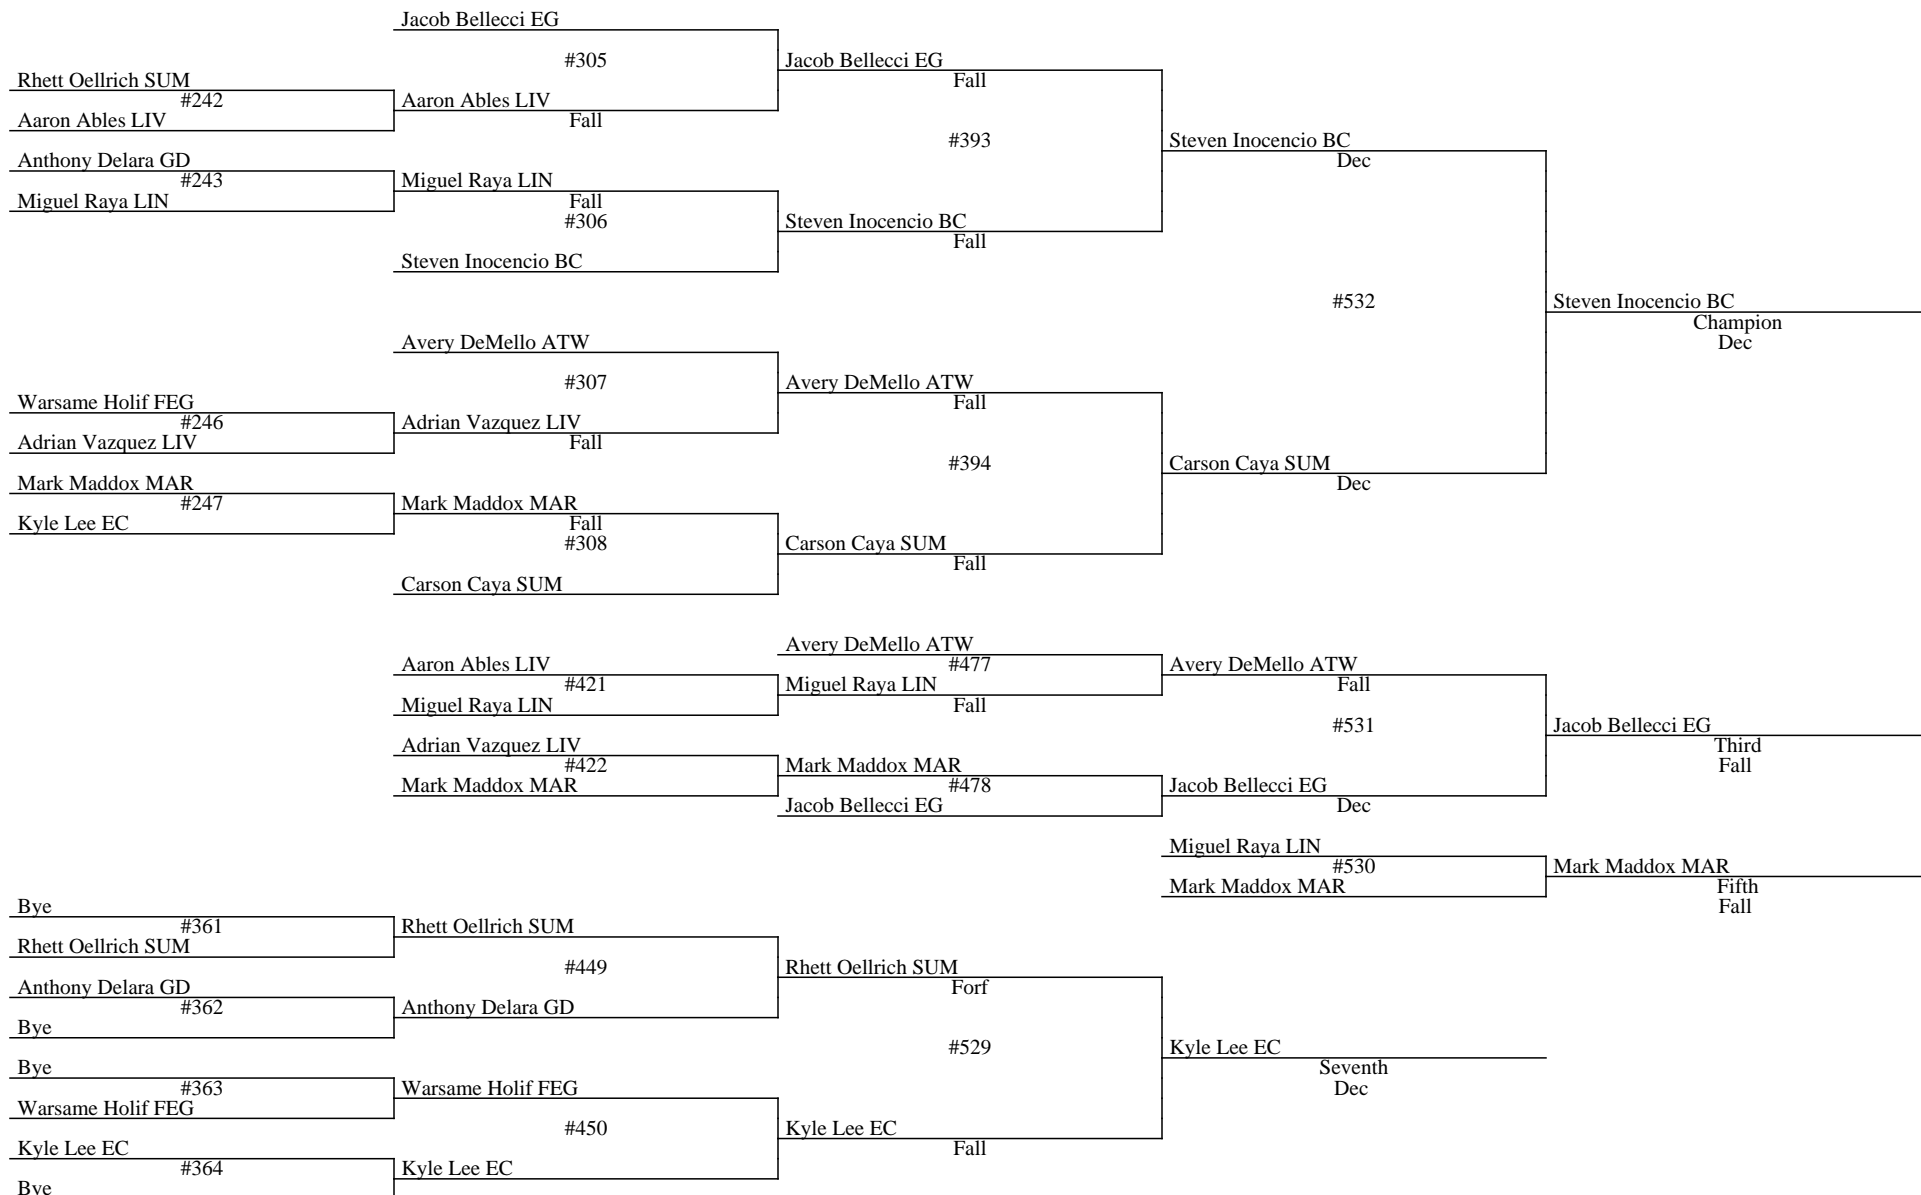 Jacob Bellecci EG
#305
Jacob Bellecci EG
Fall
Rhett Oellrich SUM
#242
Aaron Ables LIV
Aaron Ables LIV
Fall
#393
Steven Inocencio BC
Dec
Anthony Delara GD
#243
Miguel Raya LIN
Miguel Raya LIN
Fall
#306
Steven Inocencio BC
Fall
Steven Inocencio BC
#532
Steven Inocencio BC
Champion
Dec
Avery DeMello ATW
#307
Avery DeMello ATW
Fall
Warsame Holif FEG
#246
Adrian Vazquez LIV
Adrian Vazquez LIV
Fall
#394
Carson Caya SUM
Dec
Mark Maddox MAR
#247
Kyle Lee EC
Mark Maddox MAR
Fall
#308
Carson Caya SUM
Fall
Carson Caya SUM
Avery DeMello ATW
#477
Avery DeMello ATW
Fall
Aaron Ables LIV
#421
Miguel Raya LIN
Miguel Raya LIN
Fall
#531
Jacob Bellecci EG
Third
Fall
Adrian Vazquez LIV
#422
Mark Maddox MAR
Mark Maddox MAR
#478
Jacob Bellecci EG
Jacob Bellecci EG
Dec
Miguel Raya LIN
#530
Mark Maddox MAR
Mark Maddox MAR
Fifth
Fall
Bye
#361
Rhett Oellrich SUM
Rhett Oellrich SUM
#449
Rhett Oellrich SUM
Forf
Anthony Delara GD
#362
Bye
Anthony Delara GD
#529
Kyle Lee EC
Seventh
Dec
Bye
#363
Warsame Holif FEG
Warsame Holif FEG
#450
Kyle Lee EC
Fall
Kyle Lee EC
#364
Bye
Kyle Lee EC